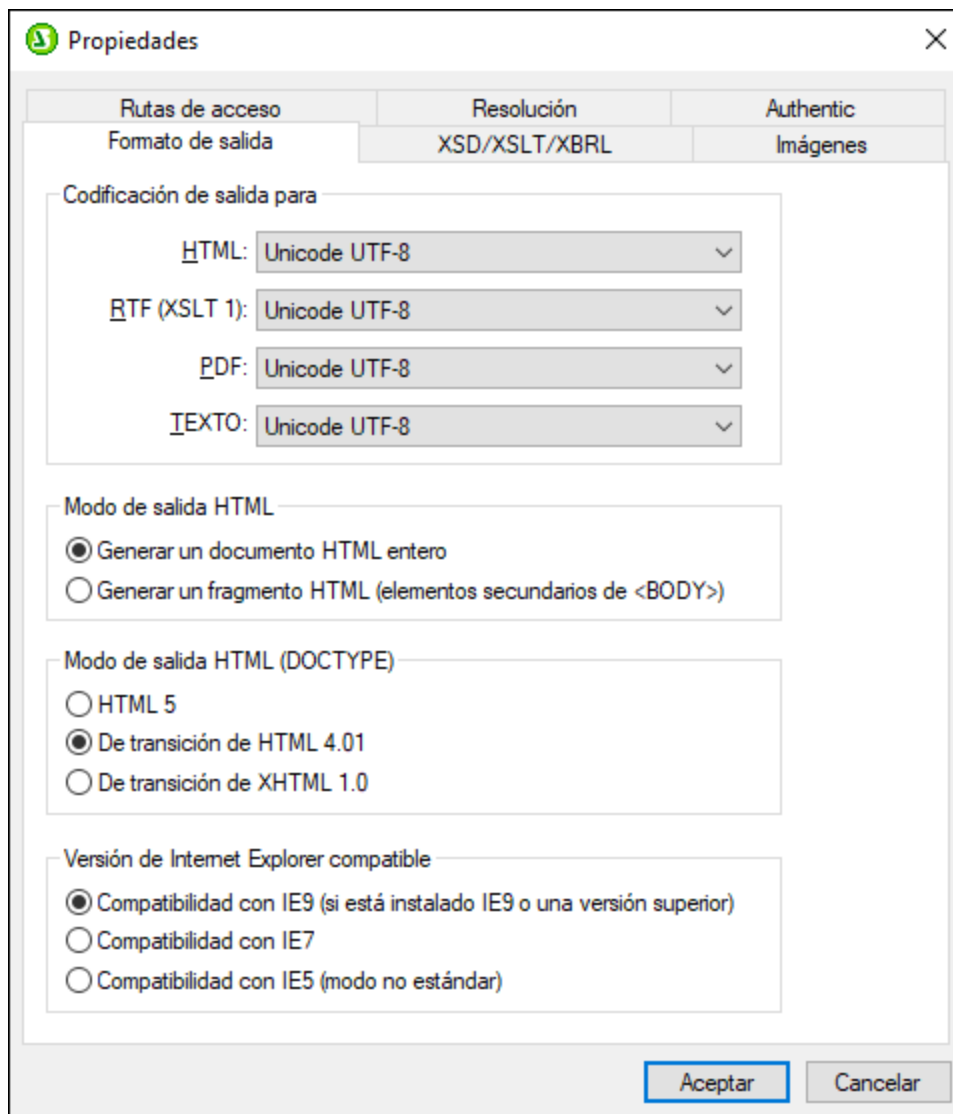 Propiedades
Rutas de acceso Resolución Authentic
Formato de salida XSD/XSLT/XBRL Imágenes
Codificación de salida para
HTML: Unicode UTF-8
RTF (XSLT 1): Unicode UTF-8
PDF: Unicode UTF-8
TEXTO: Unicode UTF-8
Modo de salida HTML
Generar un documento HTML entero
Generar un fragmento HTML (elementos secundarios de <BODY>)
Modo de salida HTML (DOCTYPE)
HTML 5
De transición de HTML 4.01
De transición de XHTML 1.0
Versión de Internet Explorer compatible
Compatibilidad con IE9 (si está instalado IE9 o una versión superior)
Compatibilidad con IE7
Compatibilidad con IE5 (modo no estándar)
Aceptar Cancelar